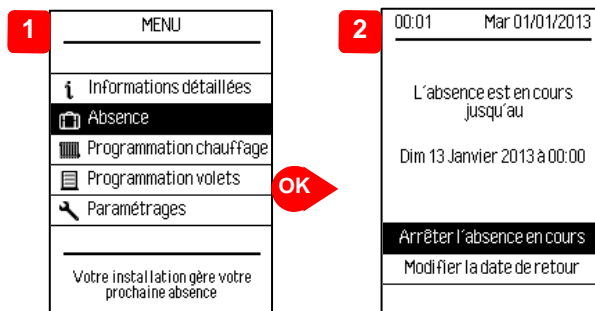 1
MENU
Informations détaillées
Absence
Programmation chauffage
Programmation volets
Paramétrages
Votre installation gère votre
prochaine absence
OK
2
00:01 Mar 01/01/2013
L´absence est en cours
jusqu´au
Dim 13 Janvier 2013 à 00:00
Arrêter l´absence en cours
Modifier la date de retour